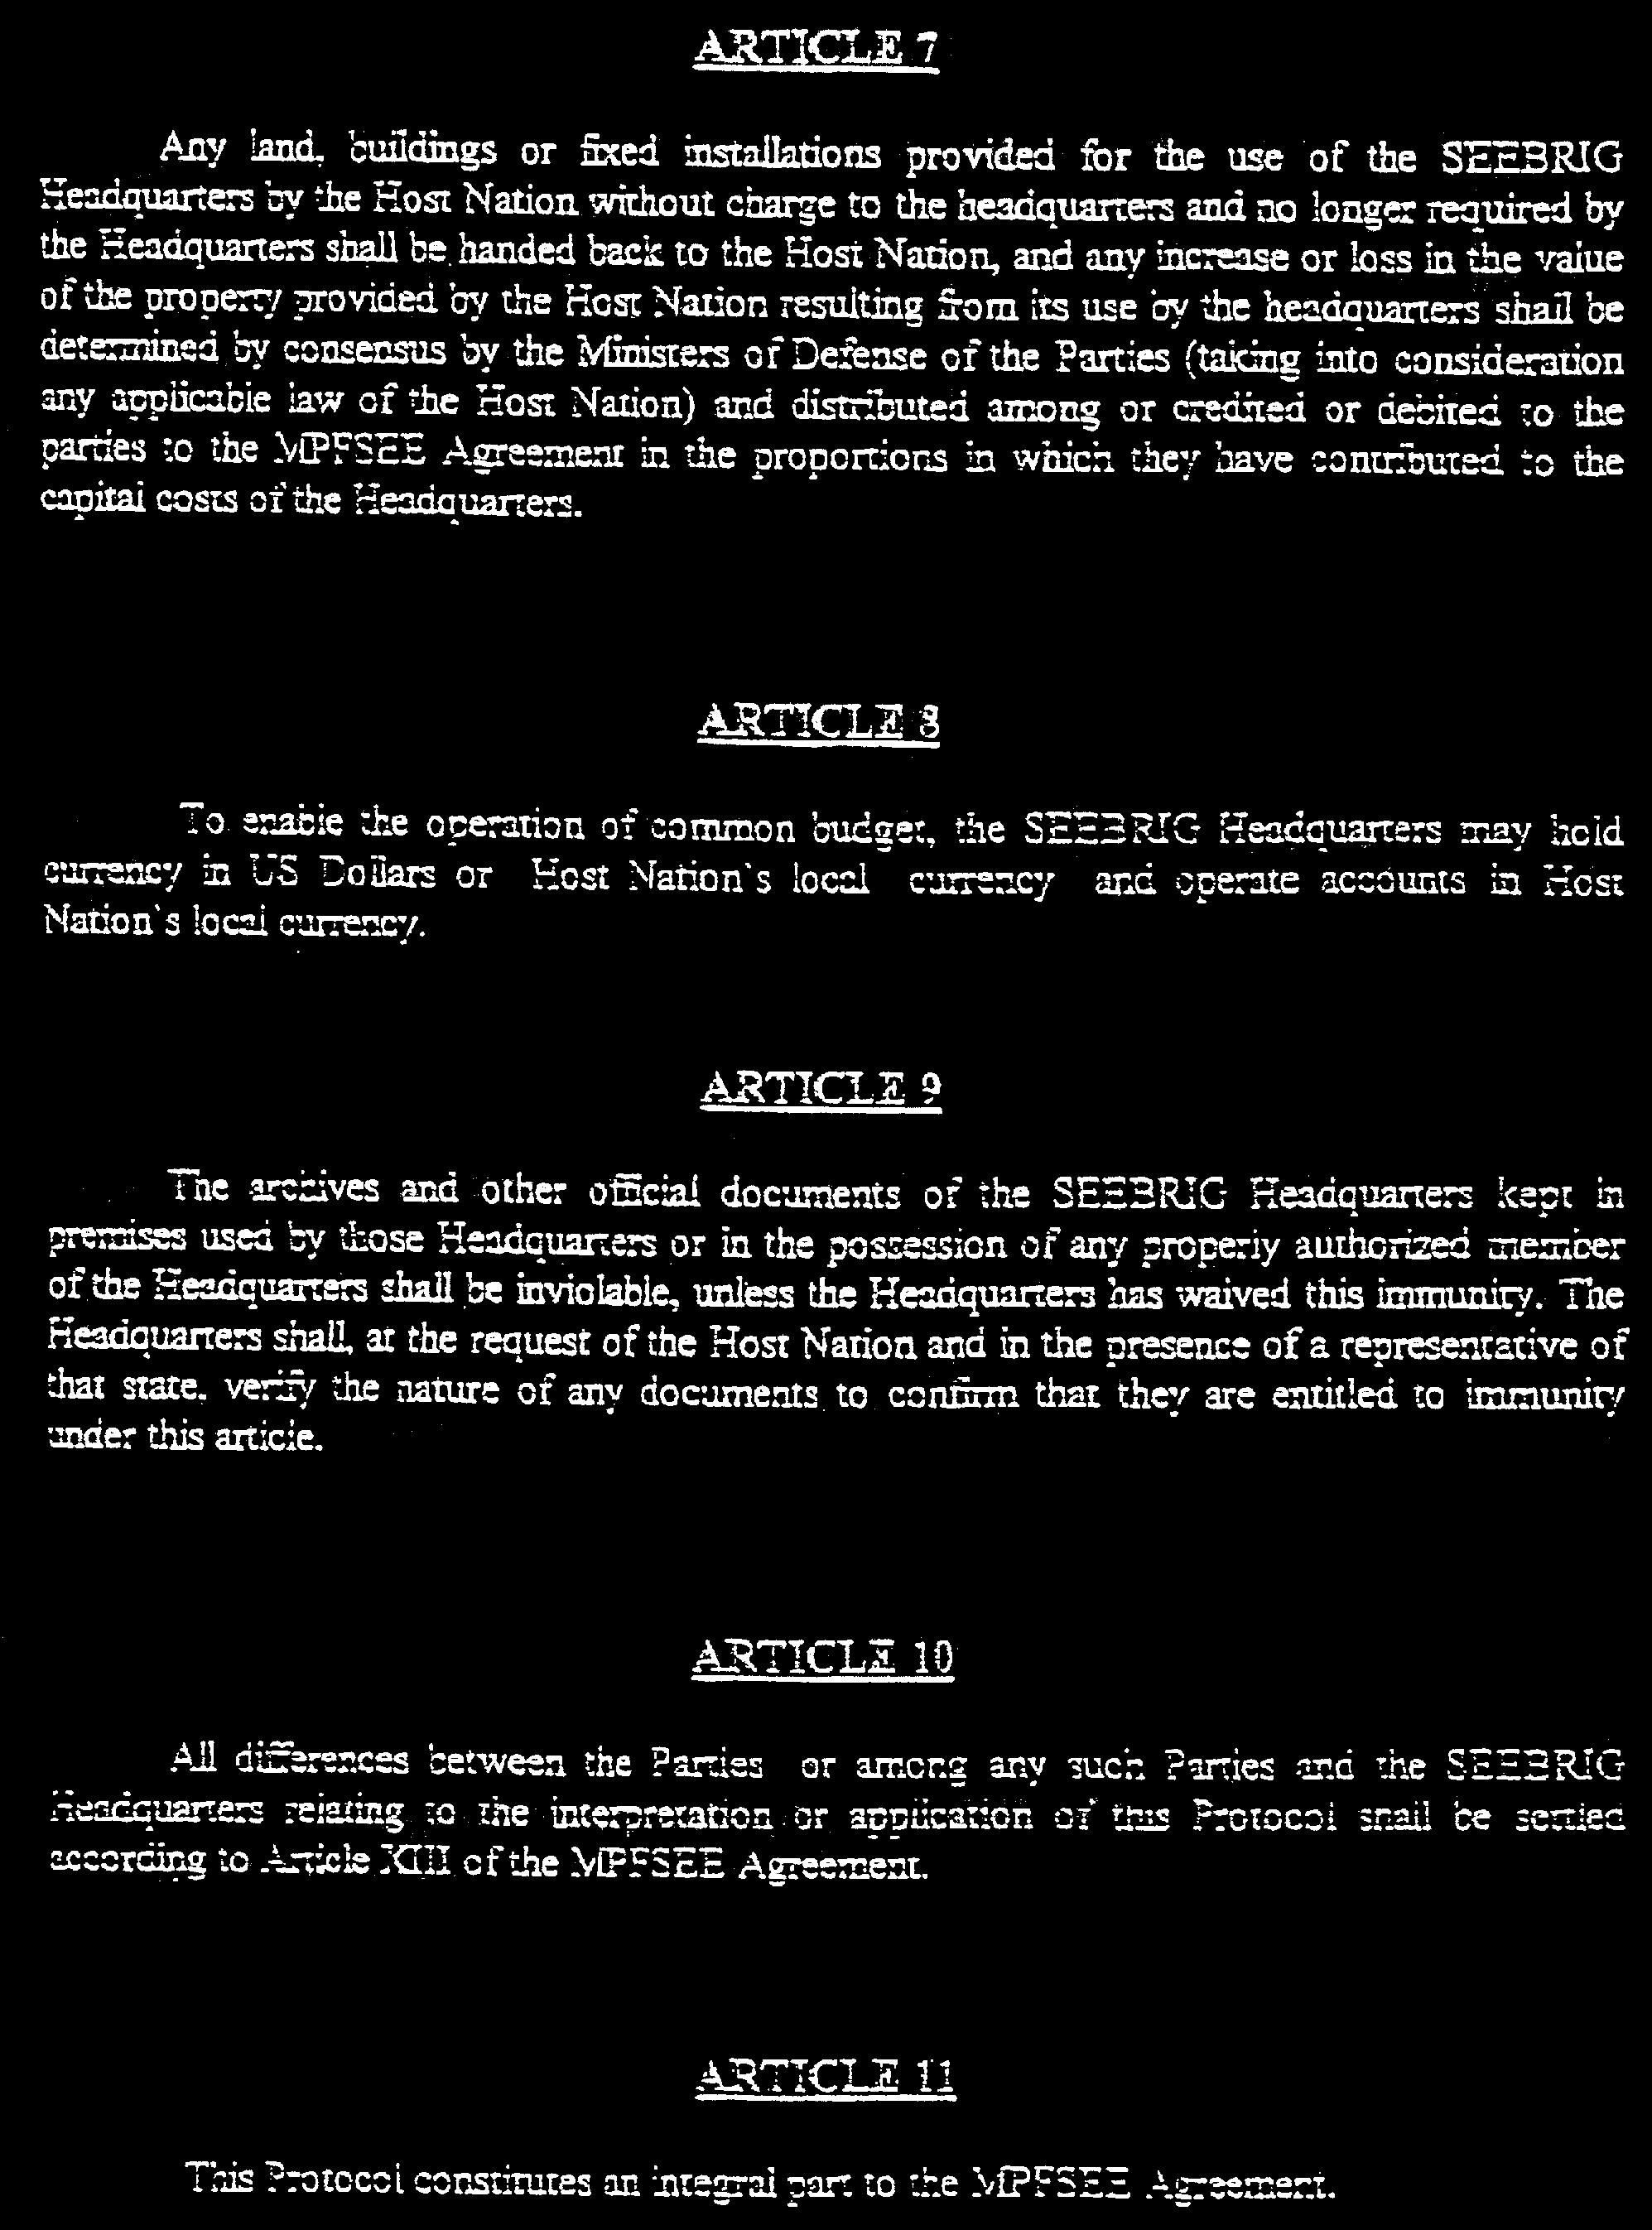 ARTICLE 7
Any land, buildings or fixed installations provided for the use of the SEEBRIG
Headquarters by the Host Nation without charge to the headquarters and no longer required by
the Headquarters shall be handed back to the Host Nation, and any increase or loss in the value
of the property provided by the Host Nation resulting from its use by the headquarters shall be
determined by consensus by the Ministers of Defense of the Parties (taking into consideration
any applicable law of the Host Nation) and distributed among or credited or debited to the
parties to the MPFSEE Agreement in the proportions in which they have contributed to the
capital costs of the Headquarters.
ARTICLE 8
To enable the operation of common budget, the SEEBRIG Headquarters may hold
currency in US Dollars or Host Nation's local currency and operate accounts in Host
Nation's local currency.
ARTICLE 9
The archives and other official documents of the SEEBRIG Headquarters kept in
premises used by those Headquarters or in the possession of any properly authorized member
of the Headquarters shall be inviolable, unless the Headquarters has waived this immunity. The
Headquarters shall, at the request of the Host Nation and in the presence of a representative of
that state, verify the nature of any documents to confirm that they are entitled to immunity
under this article.
ARTICLE 10
All differences between the Parties or among any such Parties and the SEEBRIG
Headquarters relating to the interpretation or application of this Protocol shall be settled
according to Article XIII of the MPFSEE Agreement.
ARTICLE 11
This Protocol constitutes an integral part to the MPFSEE Agreement.